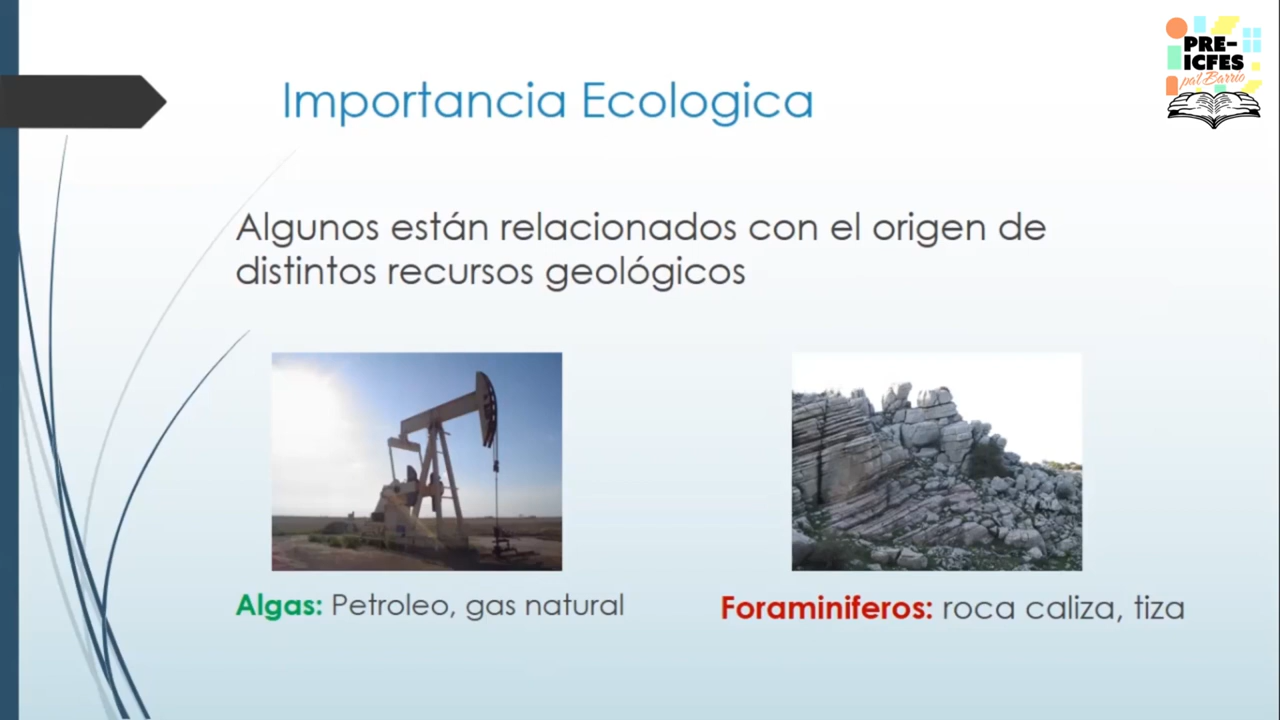 PRE-
ICFES
pa'l Barrio
Importancia Ecologica
Algunos están relacionados con el origen de
distintos recursos geológicos
Algas: Petroleo, gas natural
Foraminiferos: roca caliza, tiza